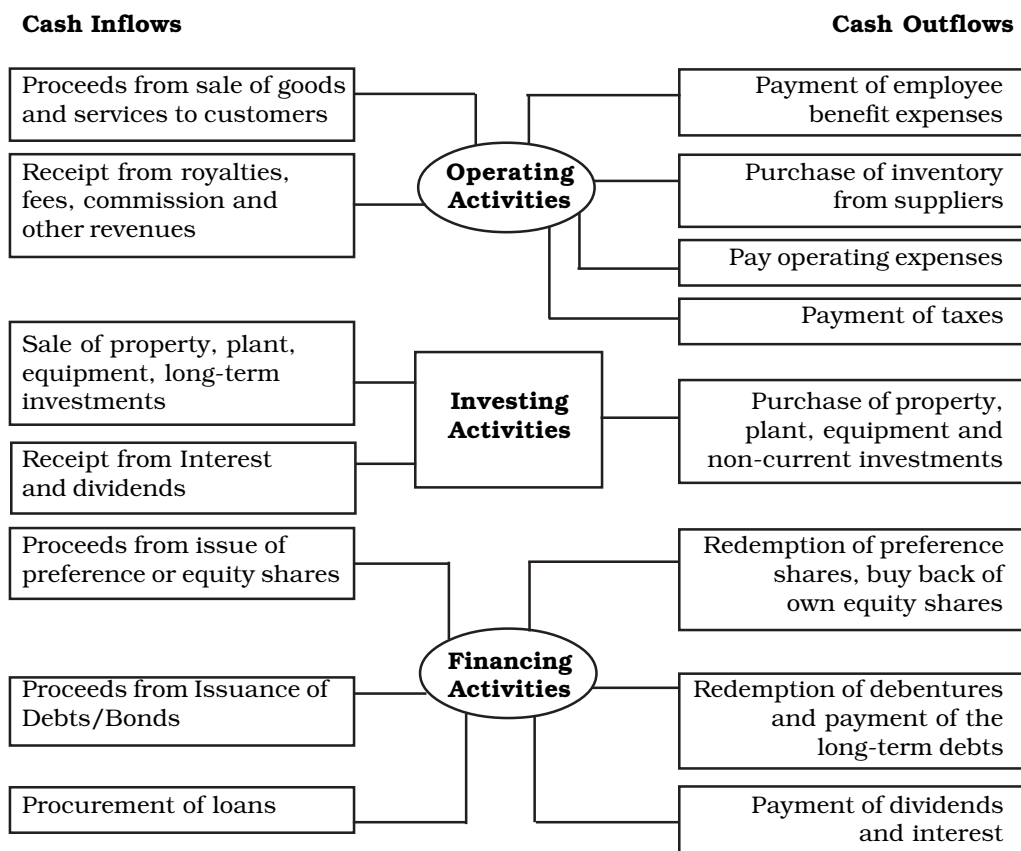 Cash Inflows
Cash Outflows
Proceeds from sale of goods
and services to customers
Receipt from royalties,
fees, commission and
other revenues
Operating
Activities
Payment of employee
benefit expenses
Purchase of inventory
from suppliers
Pay operating expenses
Payment of taxes
Sale of property, plant,
equipment, long-term
investments
Receipt from Interest
and dividends
Investing
Activities
Purchase of property,
plant, equipment and
non-current investments
Proceeds from issue of
preference or equity shares
Proceeds from Issuance of
Debts/Bonds
Procurement of loans
Financing
Activities
Redemption of preference
shares, buy back of
own equity shares
Redemption of debentures
and payment of the
long-term debts
Payment of dividends
and interest